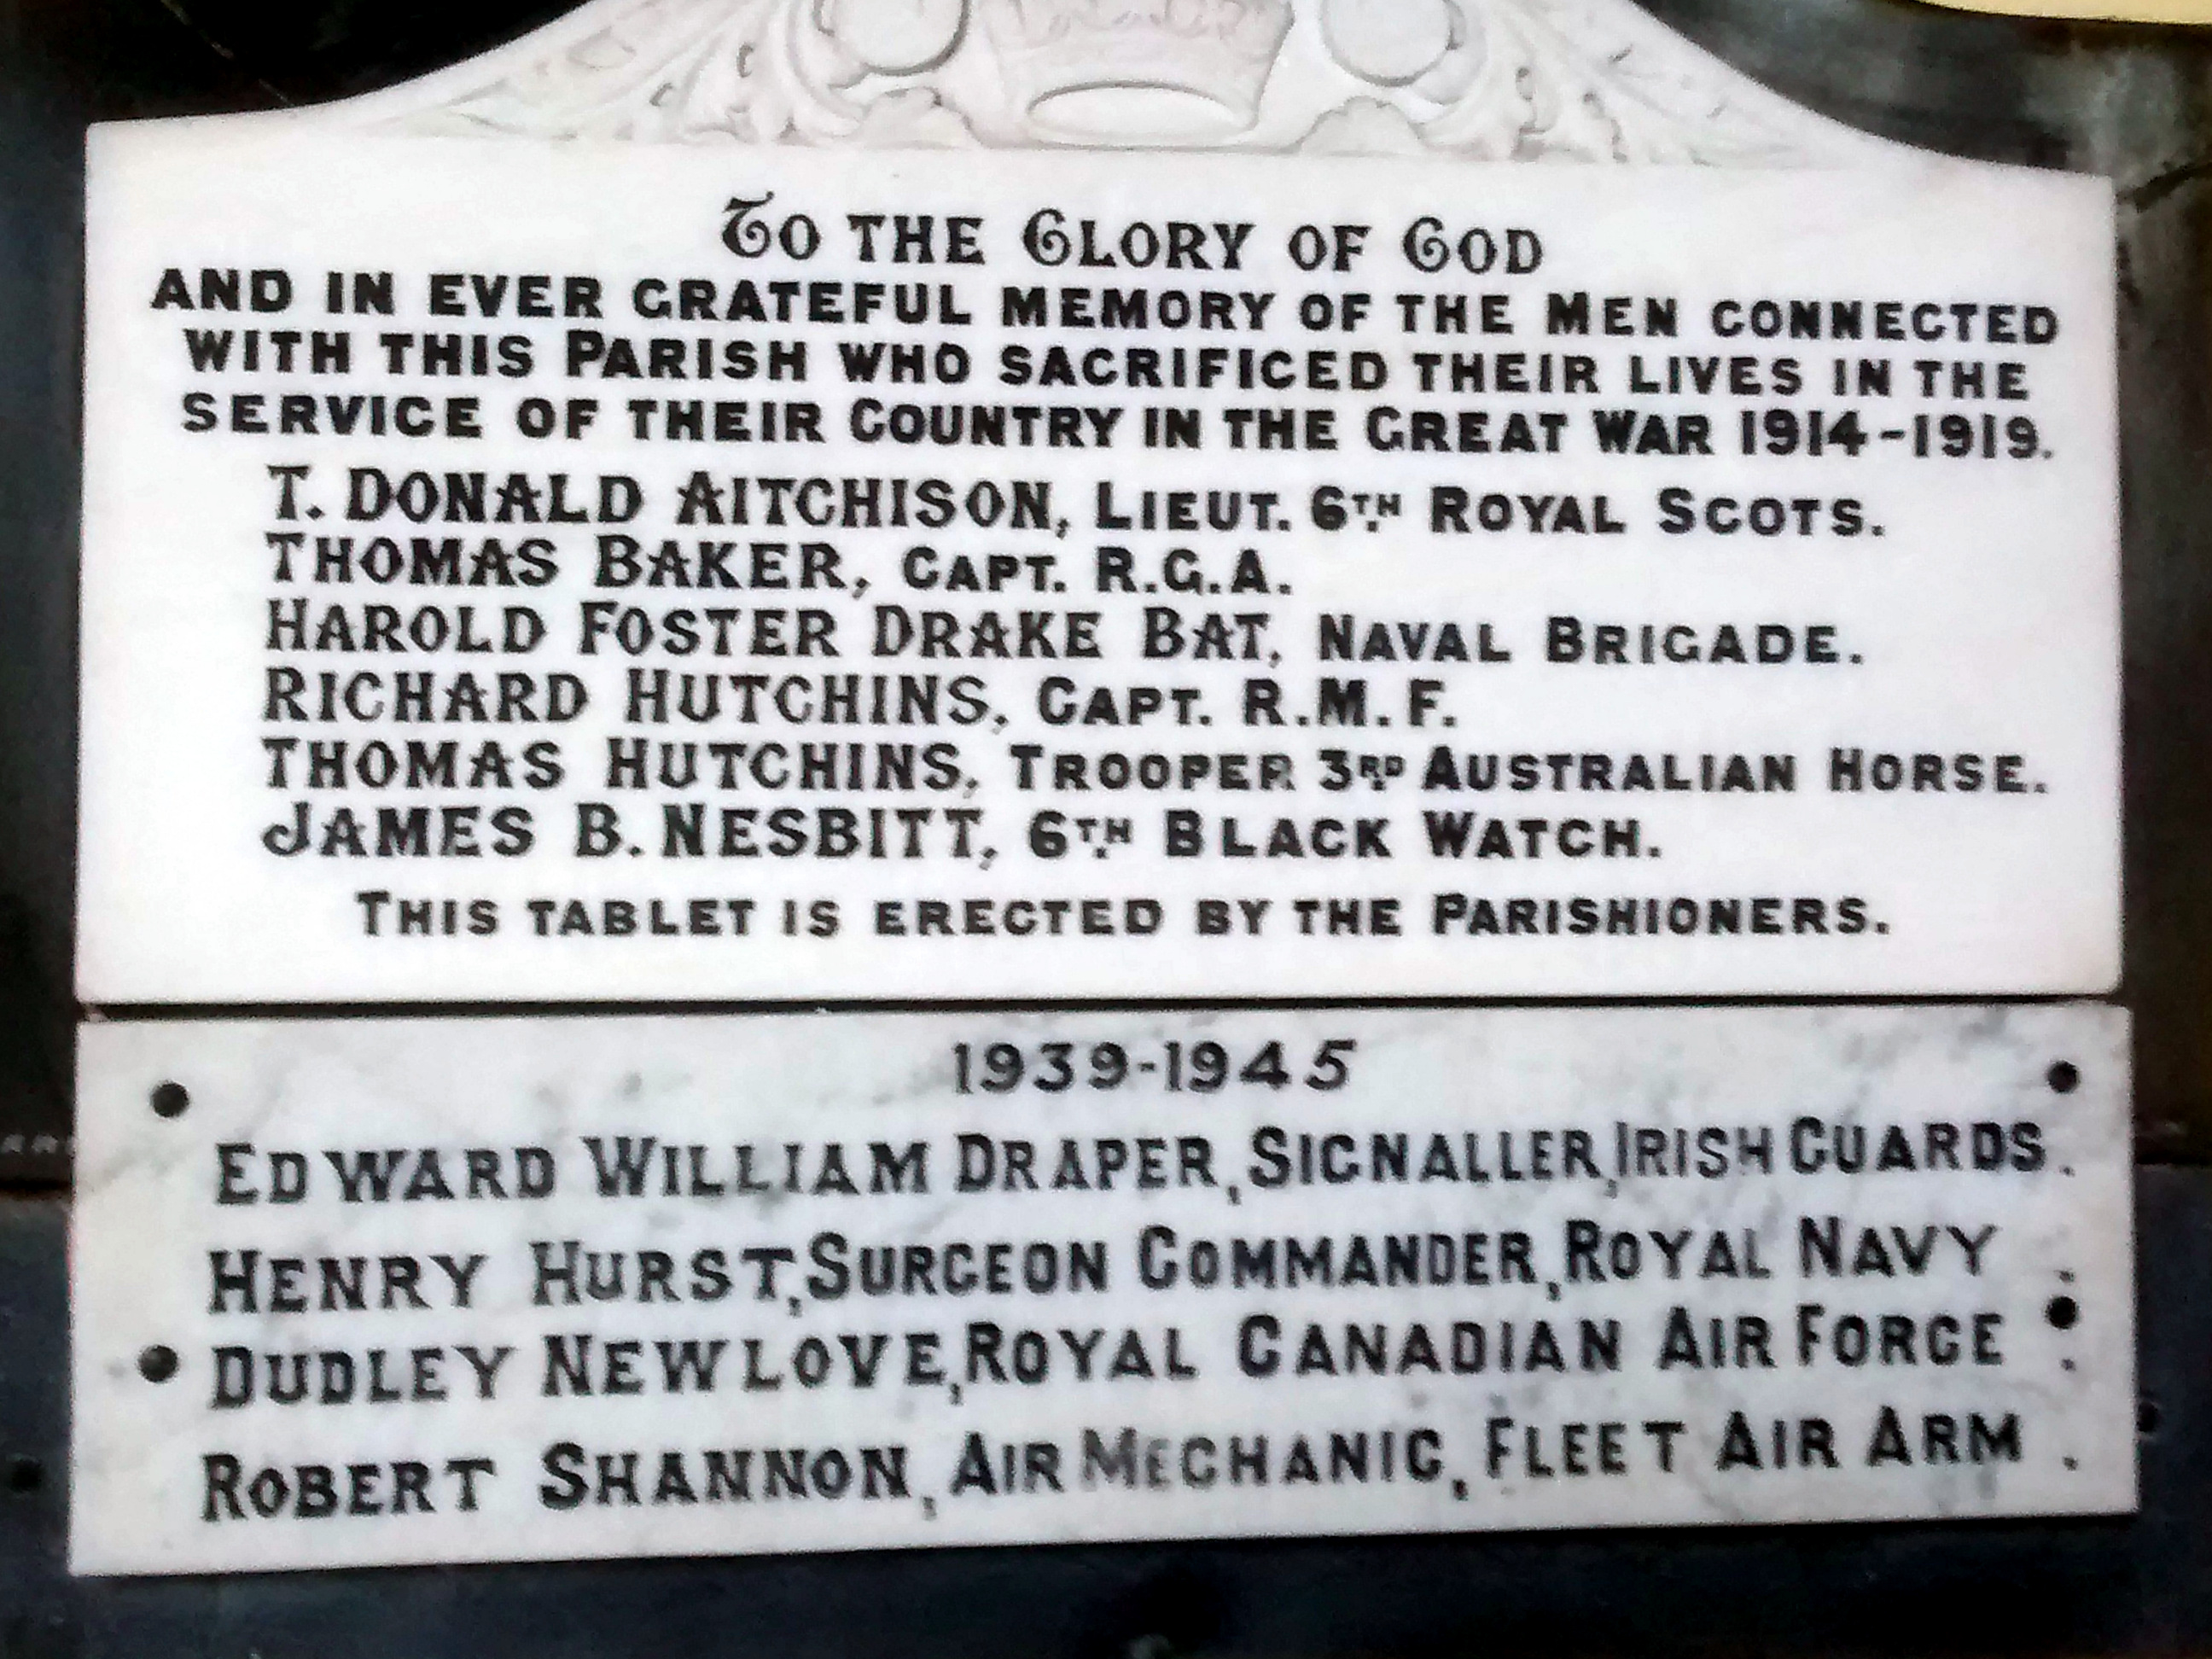 To the Glory of God
and in ever grateful memory of the Men connected
with this Parish who sacrificed their lives in the
service of their Country in the Great War 1914-1919.
T. Donald Aitchison, Lieut. 6th Royal Scots.
Thomas Baker, Capt. R.G.A.
Harold Foster Drake Bat, Naval Brigade.
Richard Hutchins, Capt. R.M.F.
Thomas Hutchins, Trooper 3rd Australian Horse.
James B. Nesbitt, 6th Black Watch.
This tablet is erected by the Parishioners.
1939-1945
Edward William Draper, Signaller, Irish Guards.
Henry Hurst, Surgeon Commander, Royal Navy.
Dudley Newlove, Royal Canadian Air Force.
Robert Shannon, Air Mechanic, Fleet Air Arm.